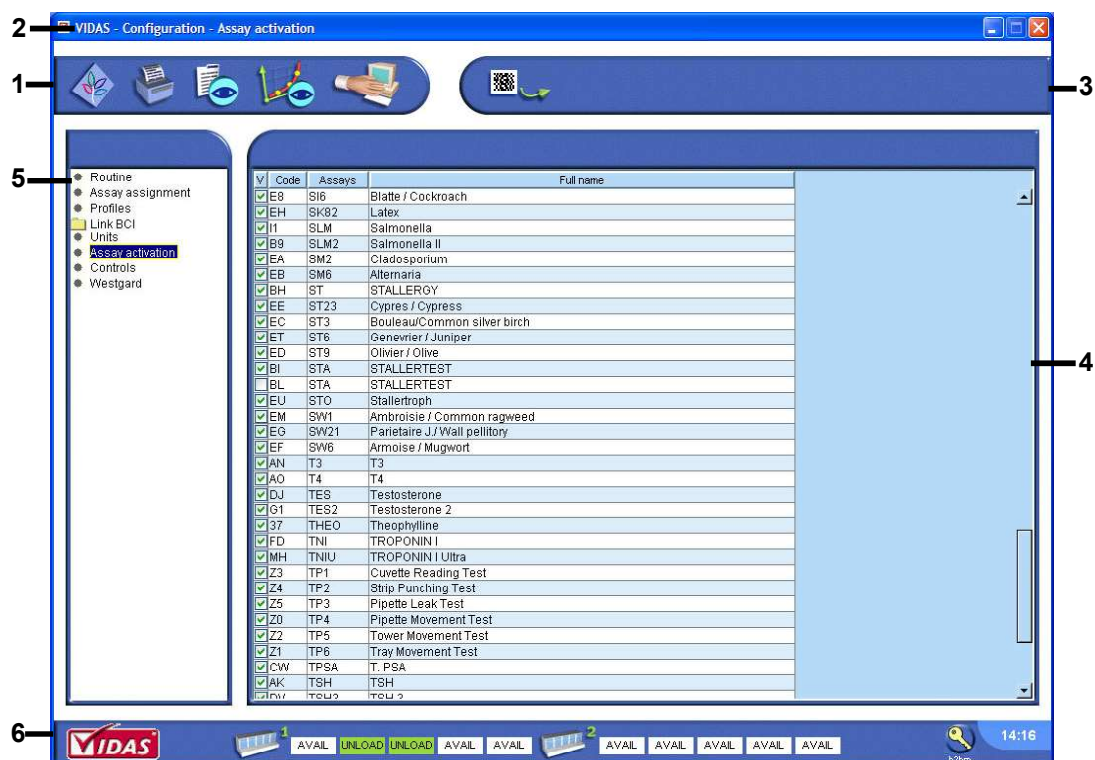 2 VIDAS - Configuration - Assay activation
1
3
5
Routine
Assay assignment
Profiles
Link BCI
Units
Assay activation
Controls
Westgard
V Code Assays Full name
E8 SI6 Blatte / Cockroach
EH SK82 Latex
I1 SLM Salmonella
B9 SLM2 Salmonella II
EA SM2 Cladosporium
EB SM6 Alternaria
BH ST STALLERGY
EE ST23 Cypres / Cypress
EC ST3 Bouleau/Common silver birch
ET ST6 Genevrier / Juniper
ED ST9 Olivier / Olive
BI STA STALLERTEST
BL STA STALLERTEST
EU STO Stallertroph
EM SW1 Ambroisie / Common ragweed
EG SW21 Parietaire J./ Wall pellitory
EF SW6 Armoise / Mugwort
AN T3 T3
AO T4 T4
DJ TES Testosterone
G1 TES2 Testosterone 2
37 THEO Theophylline
FD TNI TROPONIN I
MH TNIU TROPONIN I Ultra
Z3 TP1 Cuvette Reading Test
Z4 TP2 Strip Punching Test
Z5 TP3 Pipette Leak Test
Z0 TP4 Pipette Movement Test
Z2 TP5 Tower Movement Test
Z1 TP6 Tray Movement Test
CW TPSA T. PSA
AK TSH TSH
DV TSH3 TSH 3
4
6
VIDAS
1 AVAIL UNLOAD UNLOAD AVAIL AVAIL
2 AVAIL AVAIL AVAIL AVAIL AVAIL
14:16